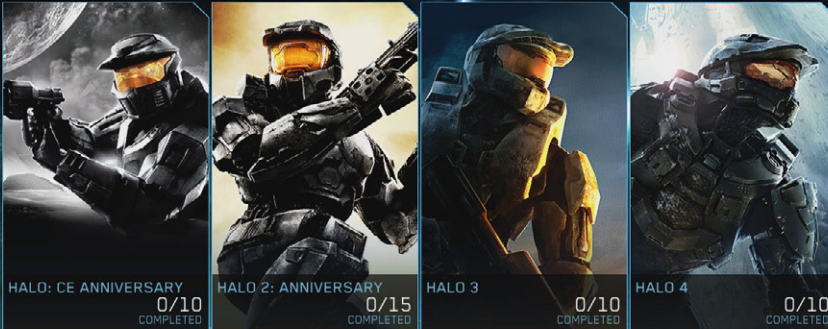 HALO: CE ANNIVERSARY
0/10
COMPLETED
HALO 2: ANNIVERSARY
0/15
COMPLETED
HALO 3
0/10
COMPLETED
HALO 4
0/10
COMPLETED